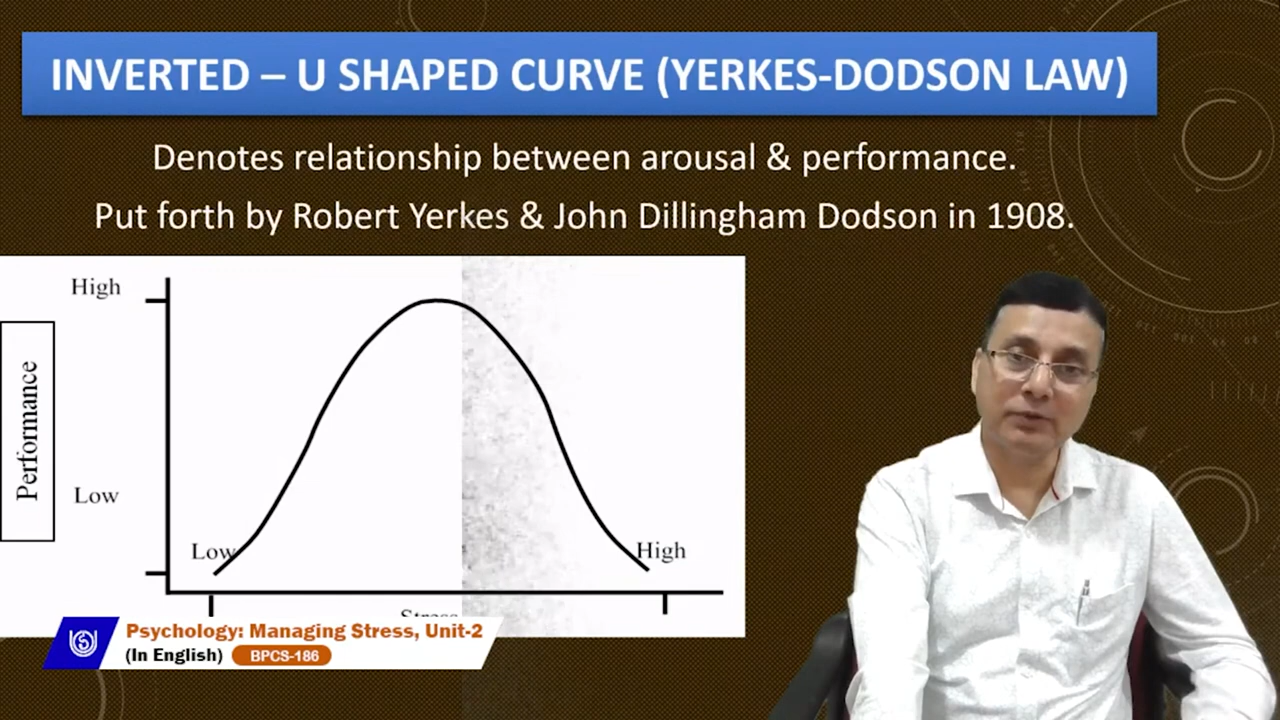 INVERTED – U SHAPED CURVE (YERKES-DODSON LAW)
Denotes relationship between arousal & performance.
Put forth by Robert Yerkes & John Dillingham Dodson in 1908.
High
Performance
Low
Low
High
Stress
Psychology: Managing Stress, Unit-2
(In English) BPCS-186